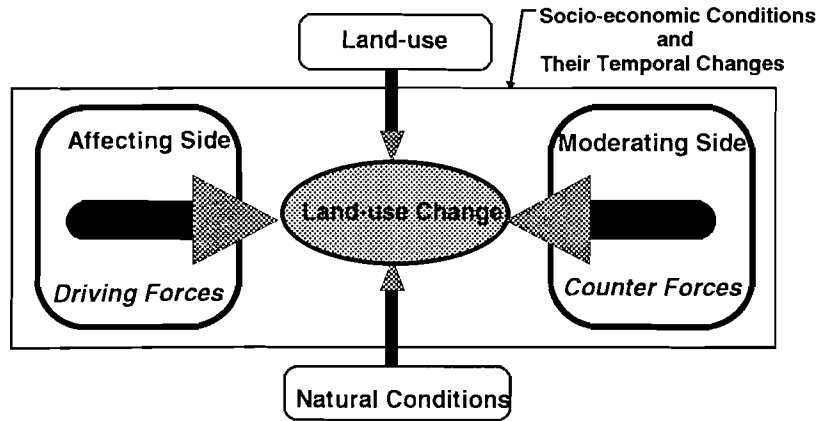 Socio-economic Conditions
and
Their Temporal Changes
Land-use
Affecting Side
Driving Forces
Land-use Change
Moderating Side
Counter Forces
Natural Conditions